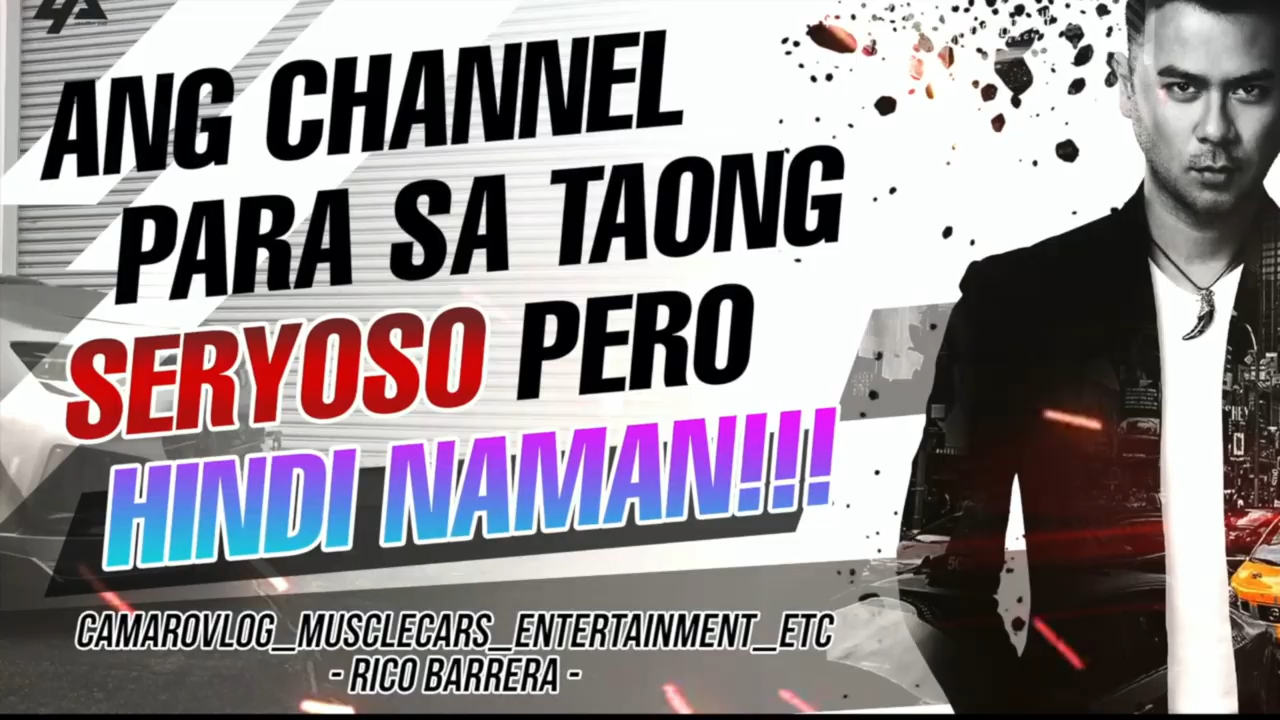 ANG CHANNEL
PARA SA TAONG
SERYOSO PERO
HINDI NAMAN!!!
CAMAROVLOG_MUSCLECARS_ENTERTAINMENT_ETC
- RICO BARRERA -